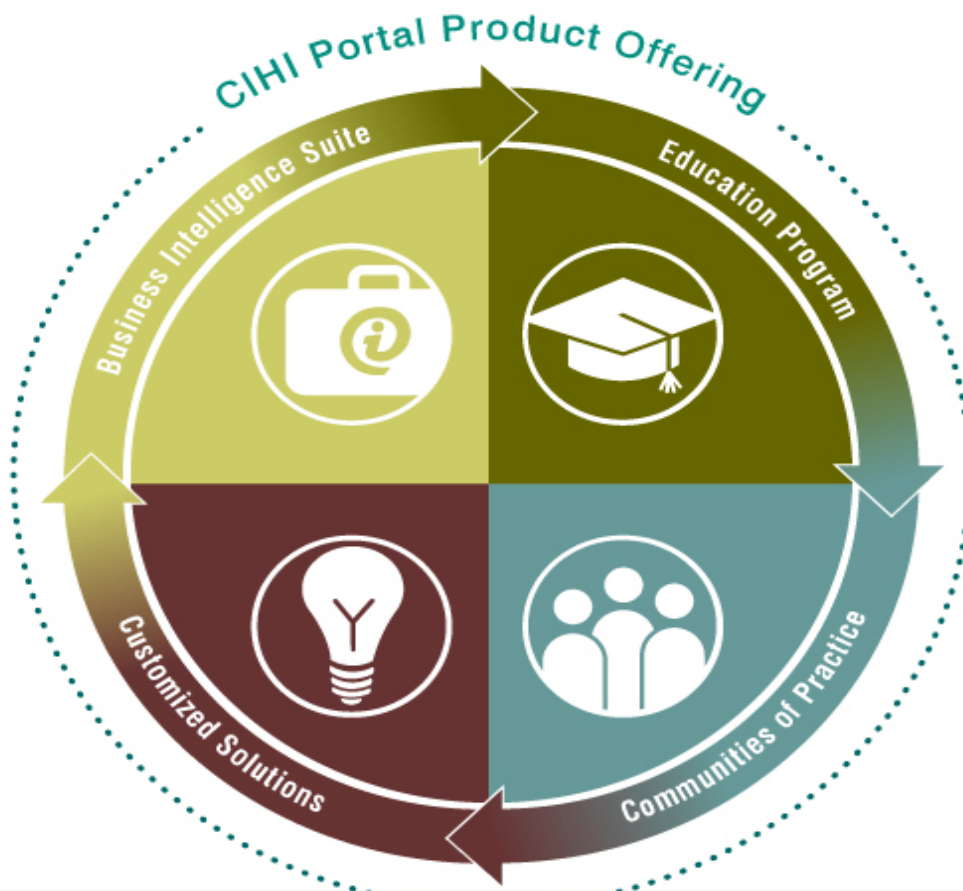 CIHI Portal Product Offering
Business Intelligence Suite
Education Program
Customized Solutions
Communities of Practice